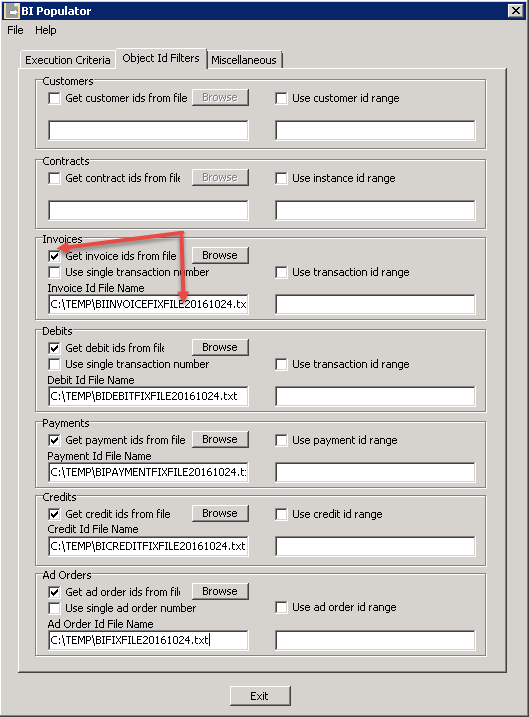 BI Populator
File Help
Execution Criteria Object Id Filters Miscellaneous
Customers
Get customer ids from file Browse Use customer id range
Contracts
Get contract ids from file Browse Use instance id range
Invoices
Get invoice ids from file Browse
Use single transaction number Use transaction id range
Invoice Id File Name
C:\TEMP\BIINVOICEFIXFILE20161024.tx
Debits
Get debit ids from file Browse
Use single transaction number Use transaction id range
Debit Id File Name
C:\TEMP\BIDEBITFIXFILE20161024.txt
Payments
Get payment ids from file Browse Use payment id range
Payment Id File Name
C:\TEMP\BIPAYMENTFIXFILE20161024.t
Credits
Get credit ids from file Browse Use credit id range
Credit Id File Name
C:\TEMP\BICREDITFIXFILE20161024.txt
Ad Orders
Get ad order ids from file Browse
Use single ad order number Use ad order id range
Ad Order Id File Name
C:\TEMP\BIFIXFILE20161024.txt
Exit